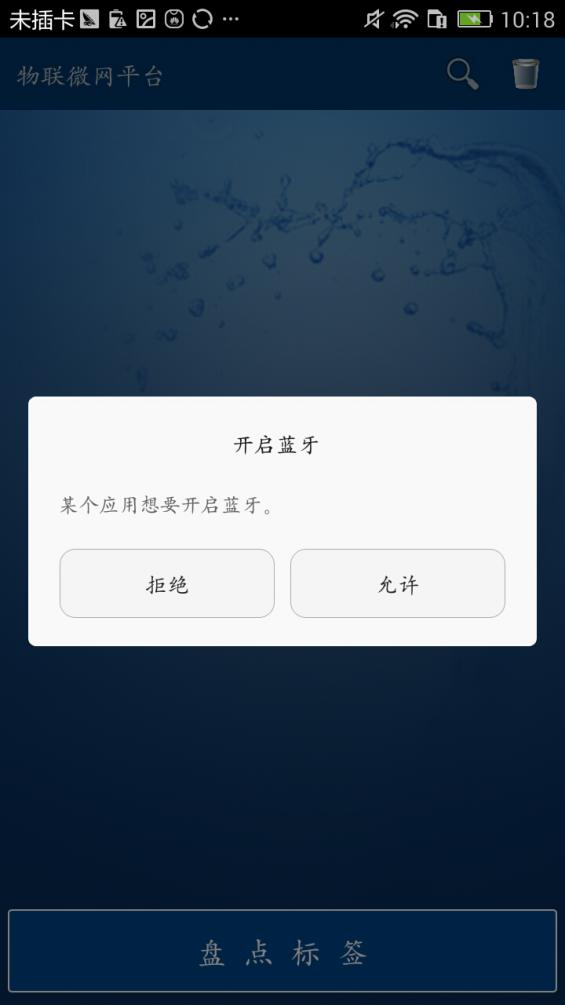 未插卡 ··· 10:18
物联微网平台
开启蓝牙
某个应用想要开启蓝牙。
拒绝 允许
盘点标签